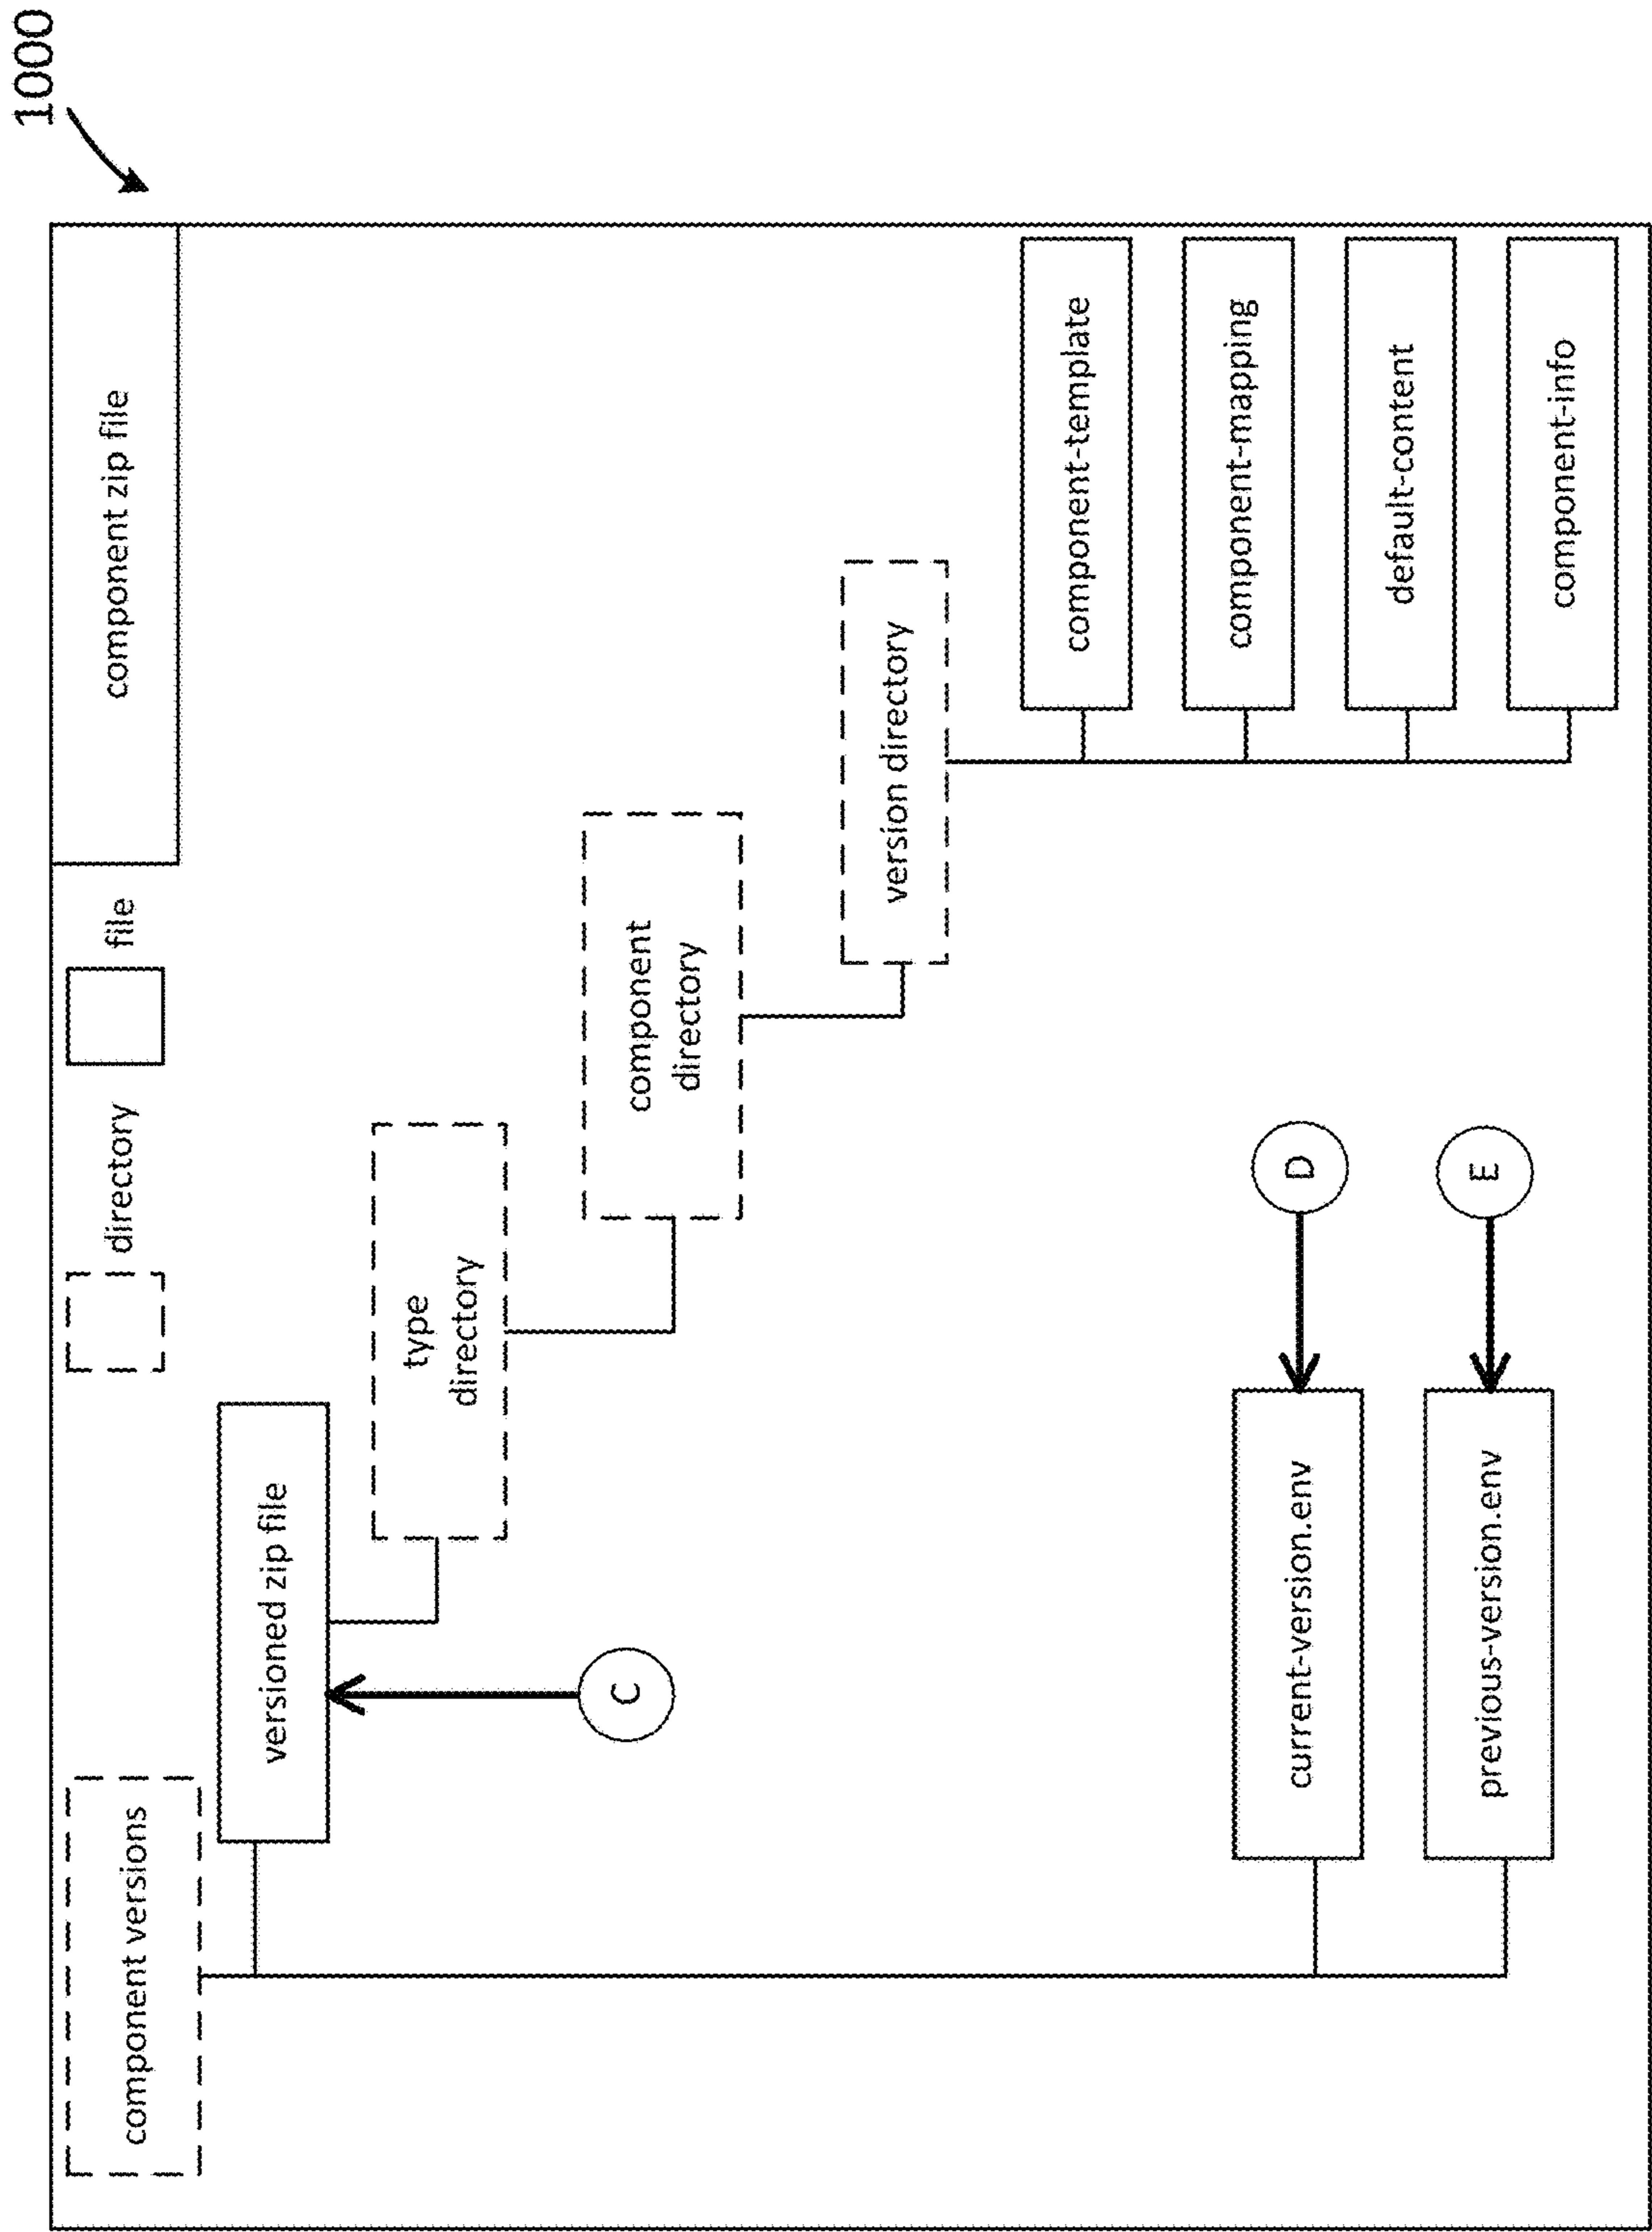 1000
component versions
directory
file
component zip file
versioned zip file
C
type
directory
component
directory
version directory
component-template
component-mapping
default-content
component-info
current-version.env
D
previous-version.env
E